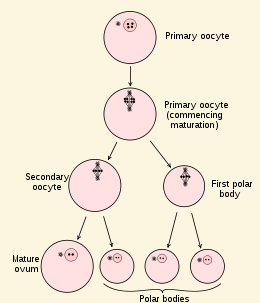 Primary oocyte
Primary oocyte
(commencing
maturation)
Secondary
oocyte
First polar
body
Mature
ovum
Polar bodies